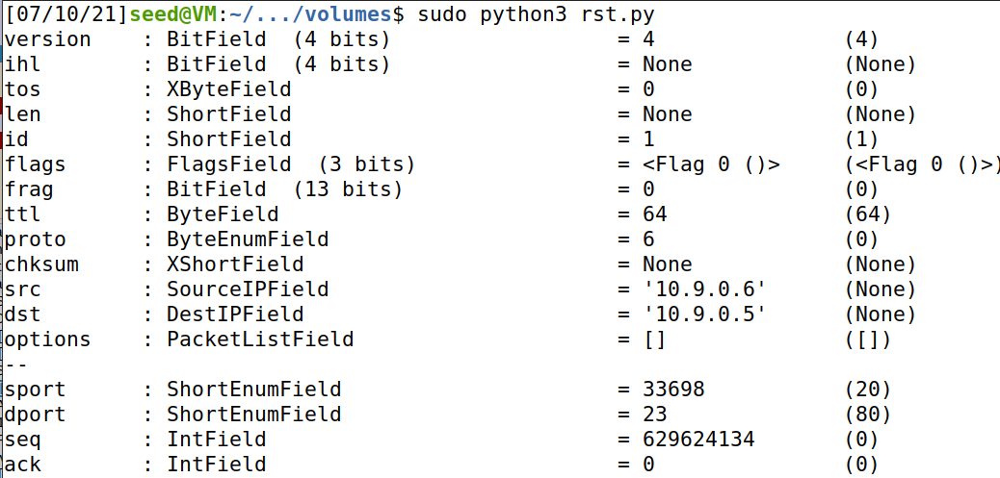 [07/10/21]seed@VM:~/.../volumes$ sudo python3 rst.py
version    : BitField  (4 bits)                  = 4               (4)
ihl        : BitField  (4 bits)                  = None            (None)
tos        : XByteField                          = 0               (0)
len        : ShortField                          = None            (None)
id         : ShortField                          = 1               (1)
flags      : FlagsField  (3 bits)                = <Flag 0 ()>     (<Flag 0 ()>)
frag       : BitField  (13 bits)                 = 0               (0)
ttl        : ByteField                           = 64              (64)
proto      : ByteEnumField                       = 6               (0)
chksum     : XShortField                         = None            (None)
src        : SourceIPField                       = '10.9.0.6'      (None)
dst        : DestIPField                         = '10.9.0.5'      (None)
options    : PacketListField                     = []              ([])
--
sport      : ShortEnumField                      = 33698           (20)
dport      : ShortEnumField                      = 23              (80)
seq        : IntField                            = 629624134       (0)
ack        : IntField                            = 0               (0)